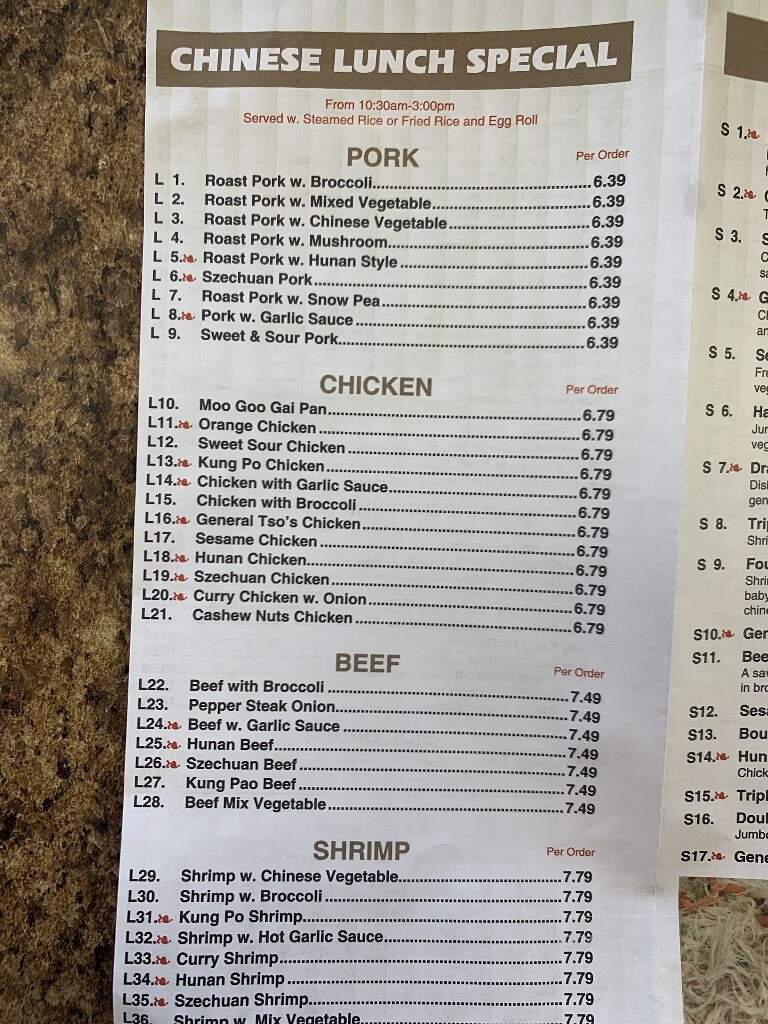 CHINESE LUNCH SPECIAL
From 10:30am-3:00pm
Served w. Steamed Rice or Fried Rice and Egg Roll
PORK Per Order
L 1. Roast Pork w. Broccoli 6.39
L 2. Roast Pork w. Mixed Vegetable 6.39
L 3. Roast Pork w. Chinese Vegetable 6.39
L 4. Roast Pork w. Mushroom 6.39
L 5. Roast Pork w. Hunan Style 6.39
L 6. Szechuan Pork 6.39
L 7. Roast Pork w. Snow Pea 6.39
L 8. Pork w. Garlic Sauce 6.39
L 9. Sweet & Sour Pork 6.39
CHICKEN Per Order
L10. Moo Goo Gai Pan 6.79
L11. Orange Chicken 6.79
L12. Sweet Sour Chicken 6.79
L13. Kung Po Chicken 6.79
L14. Chicken with Garlic Sauce 6.79
L15. Chicken with Broccoli 6.79
L16. General Tso's Chicken 6.79
L17. Sesame Chicken 6.79
L18. Hunan Chicken 6.79
L19. Szechuan Chicken 6.79
L20. Curry Chicken w. Onion 6.79
L21. Cashew Nuts Chicken 6.79
BEEF Per Order
L22. Beef with Broccoli 7.49
L23. Pepper Steak Onion 7.49
L24. Beef w. Garlic Sauce 7.49
L25. Hunan Beef 7.49
L26. Szechuan Beef 7.49
L27. Kung Pao Beef 7.49
L28. Beef Mix Vegetable 7.49
SHRIMP Per Order
L29. Shrimp w. Chinese Vegetable 7.79
L30. Shrimp w. Broccoli 7.79
L31. Kung Po Shrimp 7.79
L32. Shrimp w. Hot Garlic Sauce 7.79
L33. Curry Shrimp 7.79
L34. Hunan Shrimp 7.79
L35. Szechuan Shrimp 7.79
L36. Shrimp w. Mix Vegetable 7.79
S 1.
S 2.
S 3.
S 4.
S 5.
S 6.
S 7.
S 8.
S 9.
S10.
S11.
in
S12.
S13.
S14.
S15.
S16.
S17.